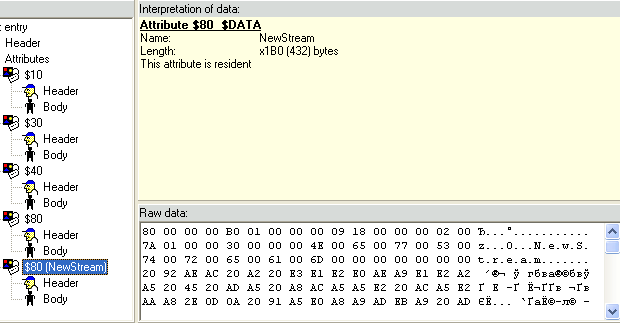 entry
Header
Attributes
$10
Header
Body
$30
Header
Body
$40
Header
Body
$80
Header
Body
$80 (NewStream)
Header
Body
Interpretation of data:
Attribute $80 $DATA
Name: NewStream
Length: x1B0 (432) bytes
This attribute is resident
Raw data:
80 00 00 00 B0 01 00 00 00 09 18 00 00 00 02 00
7A 01 00 00 30 00 00 00 4E 00 65 00 77 00 53 00 z...0...N.e.w.S.
74 00 72 00 65 00 61 00 6D 00 00 00 00 00 00 00 t.r.e.a.m.......
20 92 AE AC 20 A2 20 E3 E1 E2 E0 AE A9 E1 E2 A2
A5 20 45 20 AD A5 20 8A AC A5 A5 E2 20 AC A5 E2
AA A8 2E 0D 0A 20 91 A5 E0 A8 A9 AD EB A9 20 AD